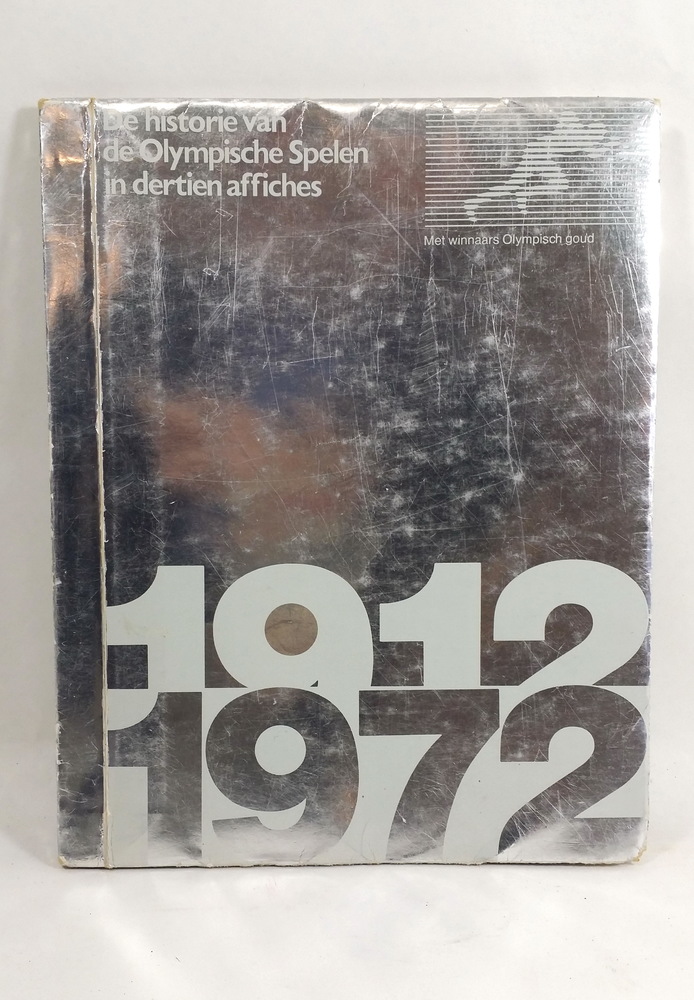 De historie van
de Olympische Spelen
in dertien affiches
Met winnaars Olympisch goud
1912
1972